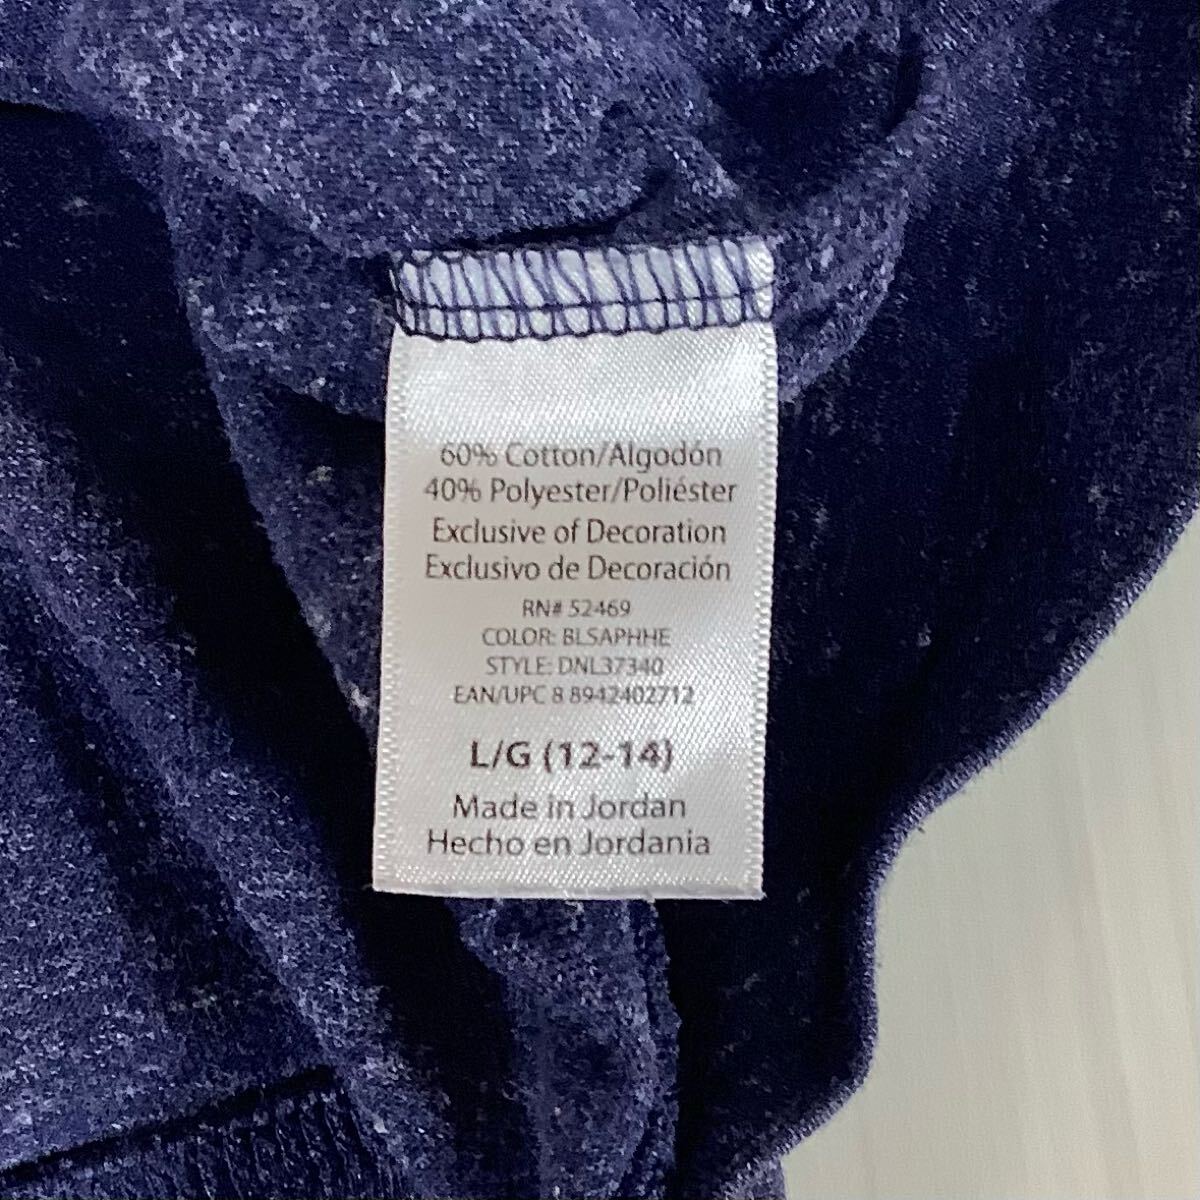 60% Cotton/Algodón
40% Polyester/Poliéster
Exclusive of Decoration
Exclusivo de Decoración
RN# 52469
COLOR: BLSAPHHE
STYLE: DNL37340
EAN/UPC 8 8942402712
L/G (12-14)
Made in Jordan
Hecho en Jordania